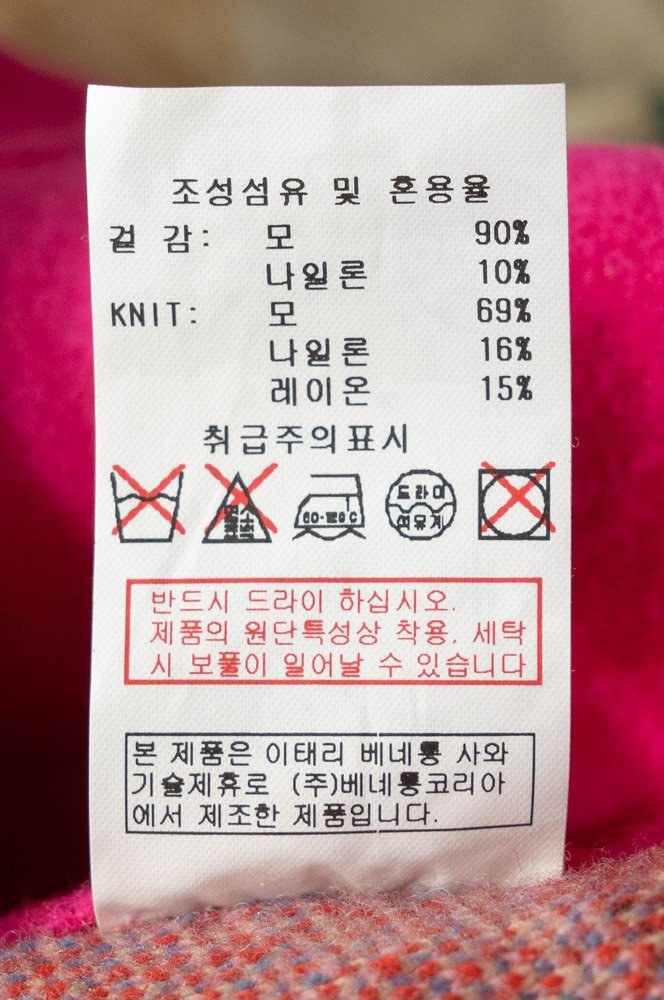 조성섬유 및 혼용율
겉 감: 모 90%
나일론 10%
KNIT: 모 69%
나일론 16%
레이온 15%
취급주의표시
드라이
석유계
반드시 드라이 하십시오.
제품의 원단특성상 착용, 세탁
시 보풀이 일어날 수 있습니다
본 제품은 이태리 베네통 사와
기술제휴로 (주)베네통코리아
에서 제조한 제품입니다.